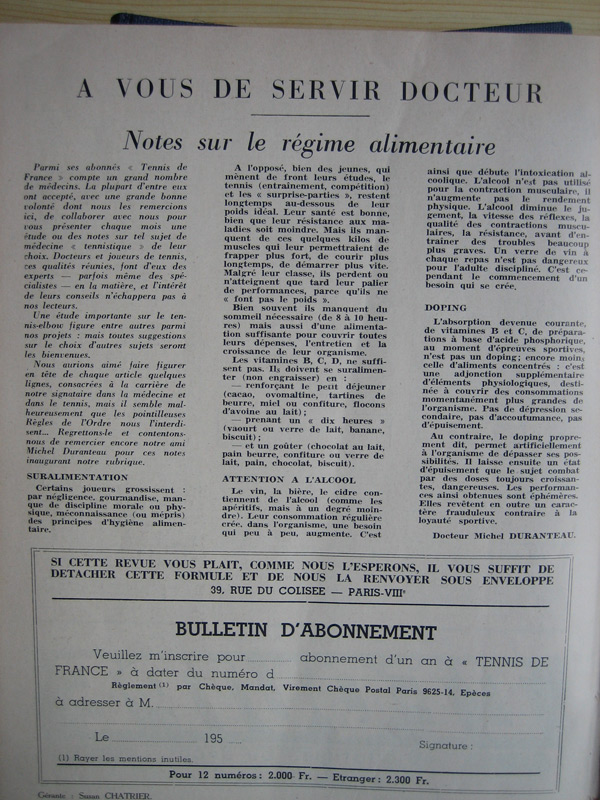 A VOUS DE SERVIR DOCTEUR
Notes sur le régime alimentaire
Parmi ses abonnés « Tennis de
France » compte un grand nombre
de médecins. La plupart d'entre eux
ont accepté, avec une grande bonne
volonté dont nous les remercions
ici, de collaborer avec nous pour
vous présenter chaque mois une
étude ou des notes sur tel sujet de
médecine « tennistique » de leur
choix. Docteurs et joueurs de tennis,
ces qualités réunies, font d'eux des
experts — parfois même des spé-
cialistes — en la matière, et l'intérêt
de leurs conseils n'échappera pas à
nos lecteurs.
Une étude importante sur le ten-
nis-elbow figure entre autres parmi
nos projets : mais toutes suggestions
sur le choix d'autres sujets seront
les bienvenues.
Nous aurions aimé faire figurer
en tête de chaque article quelques
lignes, consacrées à la carrière de
notre signataire dans la médecine et
dans le tennis, mais il semble mal-
heureusement que les pointilleuses
Règles de l'Ordre nous l'interdi-
sent... Regrettons-le et contentons-
nous de remercier encore notre ami
Michel Duranteau pour ces notes
inaugurant notre rubrique.
SURALIMENTATION
Certains joueurs grossissent :
par négligence, gourmandise, man-
que de discipline morale ou phy-
sique, méconnaissance (ou mépris)
des principes d'hygiène alimen-
taire.
A l'opposé, bien des jeunes, qui
mènent de front leurs études, le
tennis (entraînement, compétition)
et les « surprise-parties », restent
longtemps au-dessous de leur
poids idéal. Leur santé est bonne,
bien que leur résistance aux ma-
ladies soit moindre. Mais ils man-
quent de ces quelques kilos de
muscles qui leur permettraient de
frapper plus fort, de courir plus
longtemps, de démarrer plus vite.
Malgré leur classe, ils perdent ou
n'atteignent que tard leur palier
de performances, parce qu'ils ne
« font pas le poids ».
Bien souvent ils manquent du
sommeil nécessaire (de 8 à 10 heu-
res) mais aussi d'une alimenta-
tion suffisante pour couvrir toutes
leurs dépenses, l'entretien et la
croissance de leur organisme.
Les vitamines B, C, D, ne suffi-
sent pas. Ils doivent se suralimen-
ter (non engraisser) en :
— renforçant le petit déjeuner
(cacao, ovomaltine, tartines de
beurre, miel ou confiture, flocons
d'avoine au lait) ;
— prenant un « dix heures »
(yaourt ou verre de lait, banane,
biscuit) ;
— et un goûter (chocolat au lait,
pain beurre, confiture ou verre de
lait, pain, chocolat, biscuit).
ATTENTION A L'ALCOOL
Le vin, la bière, le cidre con-
tiennent de l'alcool (comme les
apéritifs, mais à un degré moin-
dre). Leur consommation régulière
crée, dans l'organisme, une besoin
qui peu à peu, augmente. C'est
ainsi que débute l'intoxication al-
coolique. L'alcool n'est pas utilisé
pour la contraction musculaire, il
n'augmente pas le rendement
physique. L'alcool diminue le ju-
gement, la vitesse des réflexes, la
qualité des contractions muscu-
laires, la résistance, avant d'en-
traîner des troubles beaucoup
plus graves. Un verre de vin à
chaque repas n'est pas dangereux
pour l'adulte discipliné. C'est ce-
pendant le commencement d'un
besoin qui se crée.
DOPING
L'absorption devenue courante,
de vitamines B et C, de prépara-
tions à base d'acide phosphorique,
au moment d'épreuves sportives,
n'est pas un doping; encore moins
celle d'aliments concentrés : c'est
une adjonction supplémentaire
d'éléments physiologiques, desti-
née à couvrir des consommations
momentanément plus grandes de
l'organisme. Pas de dépression se-
condaire, pas d'accoutumance, pas
d'épuisement.
Au contraire, le doping propre-
ment dit, permet artificiellement
à l'organisme de dépasser ses pos-
sibilités. Il laisse ensuite un état
d'épuisement que le sujet combat
par des doses toujours croissan-
tes, dangereuses. Les performan-
ces ainsi obtenues sont éphémères.
Elles revêtent en outre un carac-
tère frauduleux contraire à la
loyauté sportive.
Docteur Michel DURANTEAU.
SI CETTE REVUE VOUS PLAIT, COMME NOUS L'ESPERONS, IL VOUS SUFFIT DE
DETACHER CETTE FORMULE ET DE NOUS LA RENVOYER SOUS ENVELOPPE
39, RUE DU COLISEE — PARIS-VIIIᵉ
BULLETIN D'ABONNEMENT
Veuillez m'inscrire pour abonnement d'un an à « TENNIS DE
FRANCE » à dater du numéro d
Règlement (1) par Chèque, Mandat, Virement Chèque Postal Paris 9625-14, Epèces
à adresser à M.
Le 195
Signature :
(1) Rayer les mentions inutiles.
Pour 12 numéros : 2.000 Fr. — Etranger : 2.300 Fr.
Gérante : Susan CHATRIER.